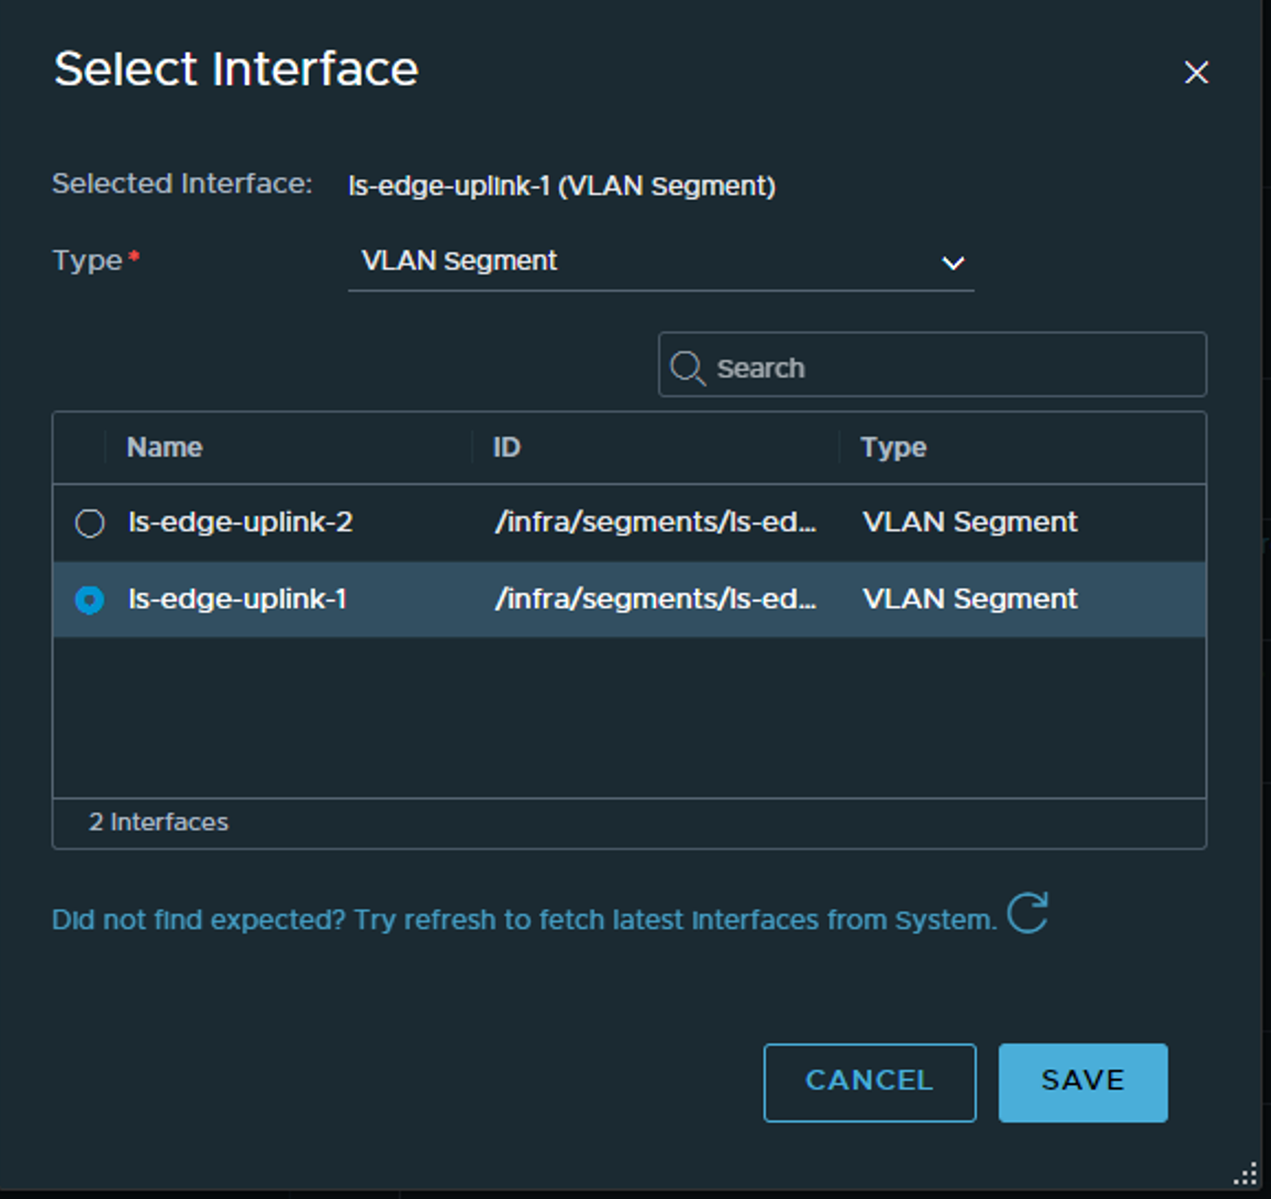 Select Interface
Selected Interface: ls-edge-uplink-1 (VLAN Segment)
Type* VLAN Segment
Search
Name ID Type
ls-edge-uplink-2 /infra/segments/ls-ed... VLAN Segment
ls-edge-uplink-1 /infra/segments/ls-ed... VLAN Segment
2 Interfaces
Did not find expected? Try refresh to fetch latest Interfaces from System.
CANCEL SAVE